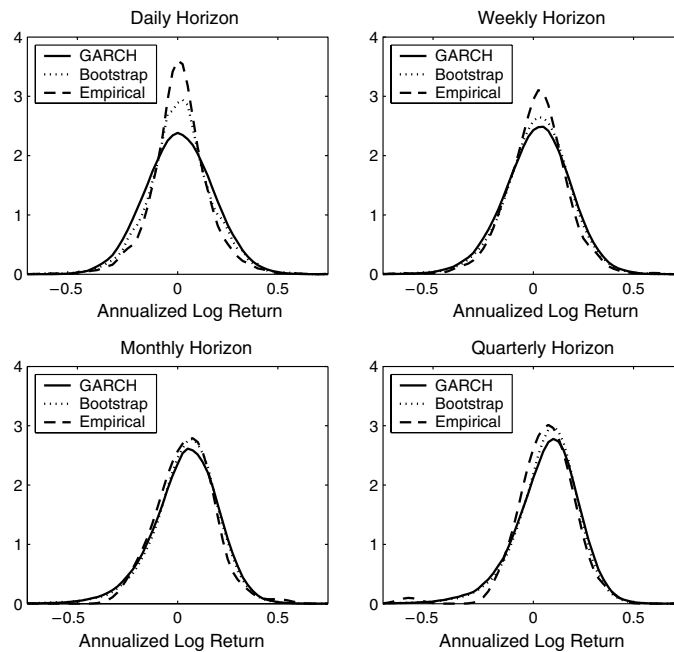 Daily Horizon
4
3
2
1
0
GARCH
Bootstrap
Empirical
−0.5
0
0.5
Annualized Log Return
Weekly Horizon
4
3
2
1
0
GARCH
Bootstrap
Empirical
−0.5
0
0.5
Annualized Log Return
Monthly Horizon
4
3
2
1
0
GARCH
Bootstrap
Empirical
−0.5
0
0.5
Annualized Log Return
Quarterly Horizon
4
3
2
1
0
GARCH
Bootstrap
Empirical
−0.5
0
0.5
Annualized Log Return